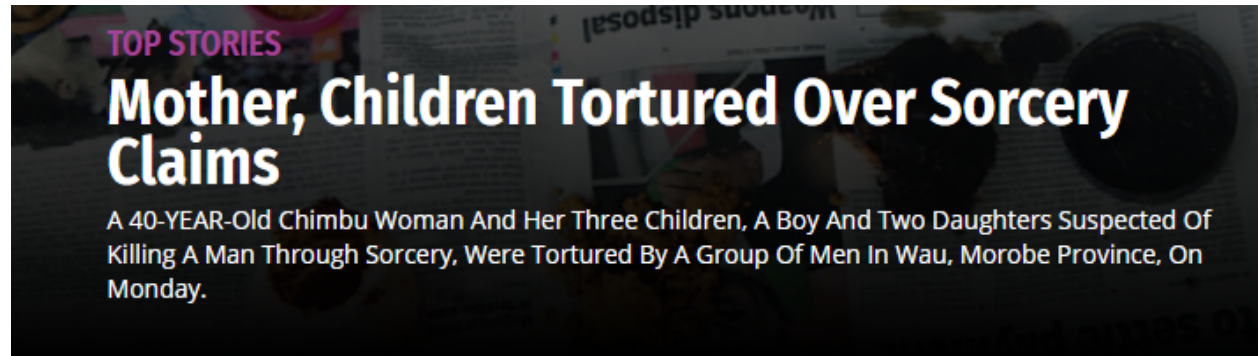 Weapons disposal
TOP STORIES
Mother, Children Tortured Over Sorcery
Claims
A 40-YEAR-Old Chimbu Woman And Her Three Children, A Boy And Two Daughters Suspected Of
Killing A Man Through Sorcery, Were Tortured By A Group Of Men In Wau, Morobe Province, On
Monday.